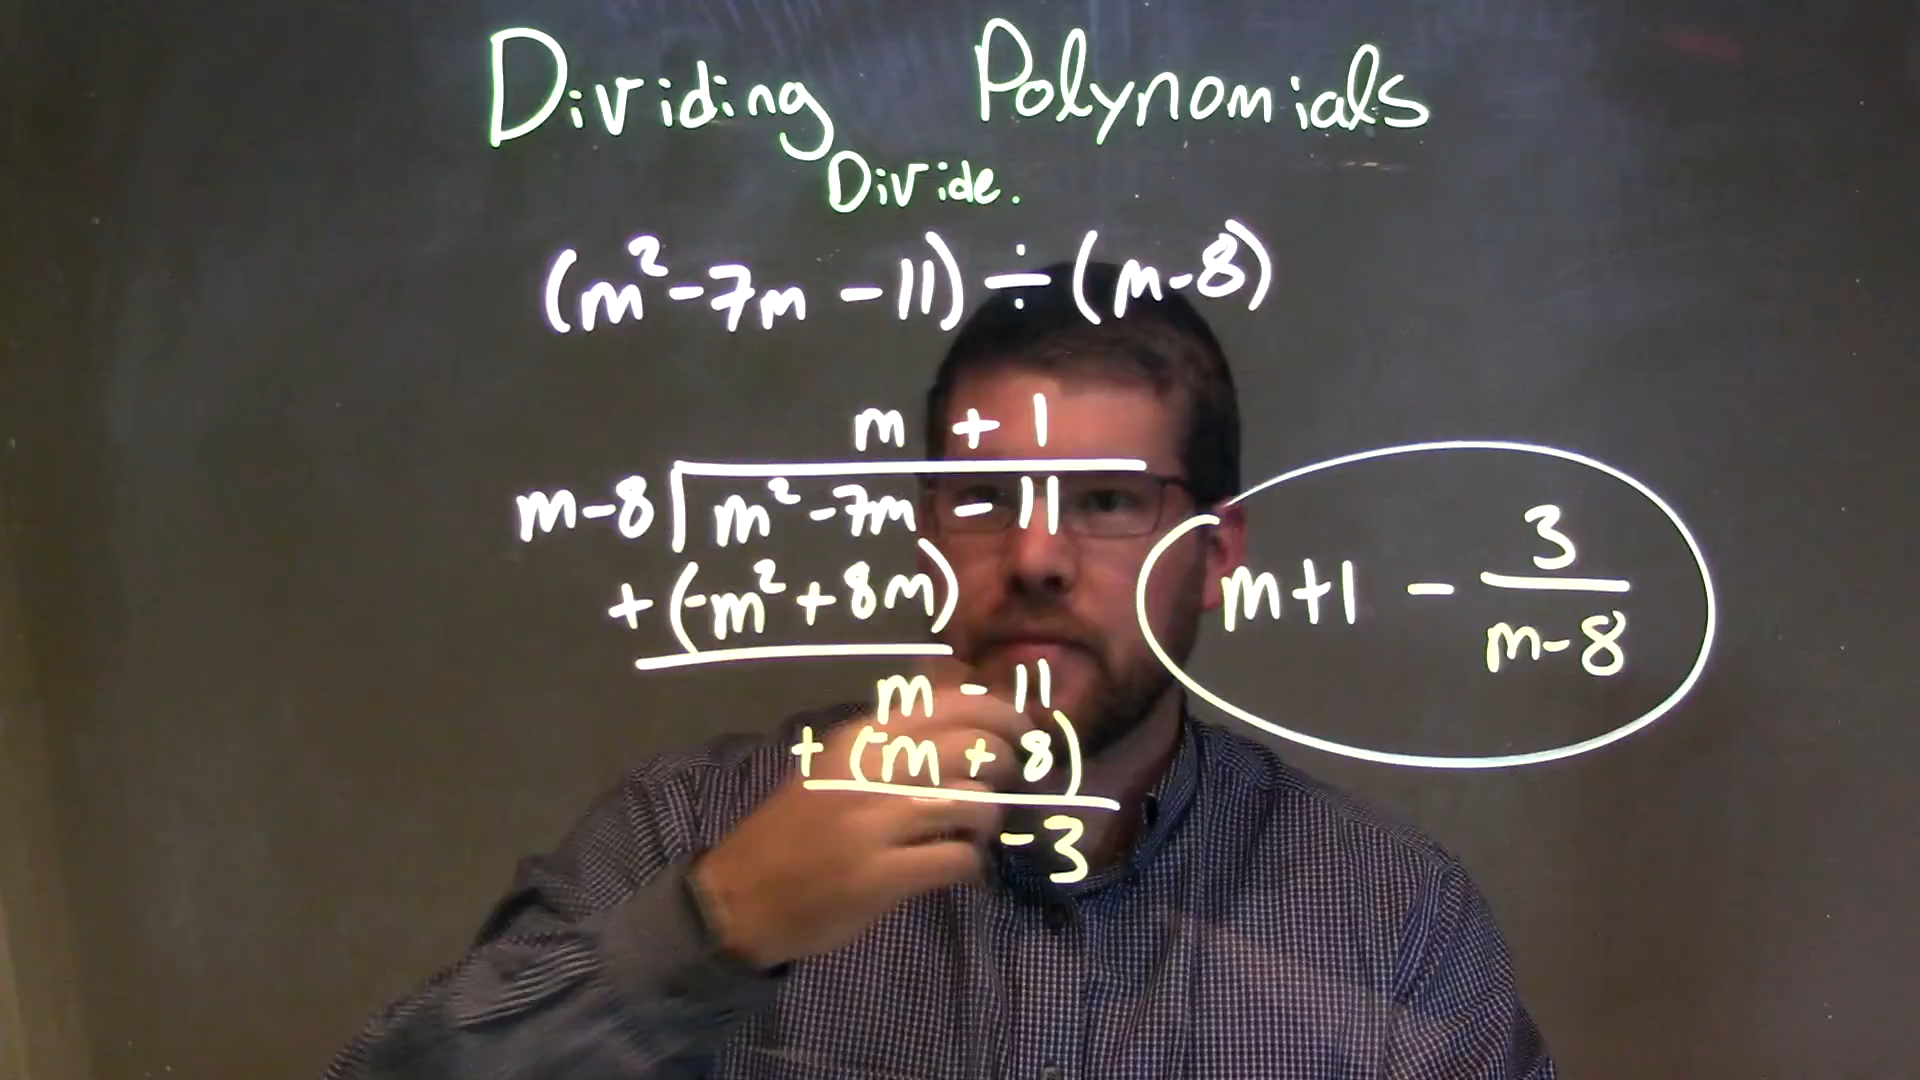 Dividing Polynomials
Divide.
(m²-7m-11)÷(m-8)
m + 1
m-8 m²-7m - 11
+(-m²+8m)
m - 11
+(-m + 8)
-3
m+1 - 3/(m-8)